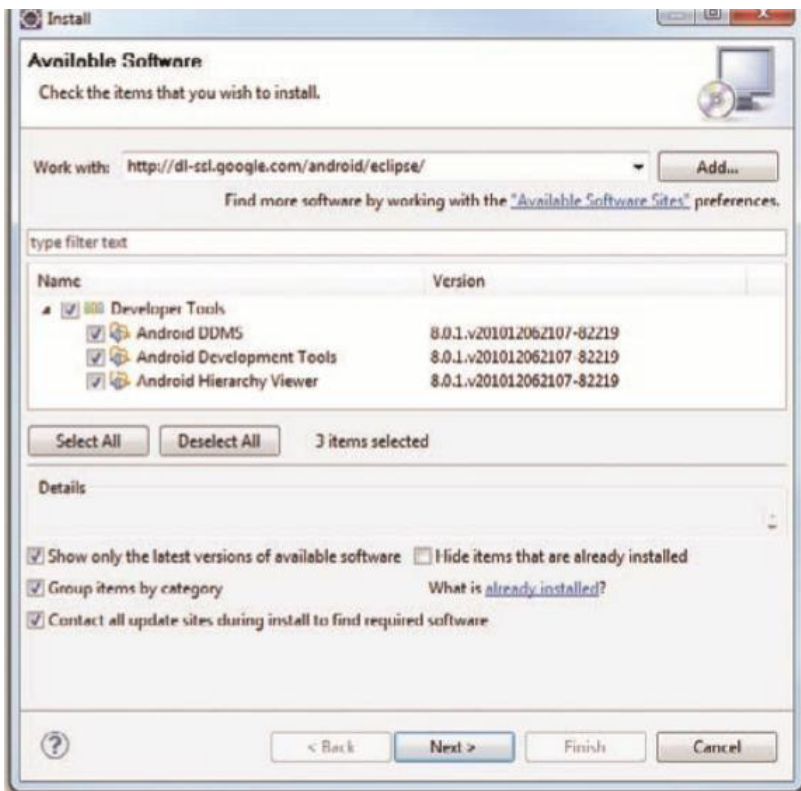 Install
Available Software
Check the items that you wish to install.
Work with: http://dl-ssl.google.com/android/eclipse/ Add...
Find more software by working with the "Available Software Sites" preferences.
type filter text
Name Version
Developer Tools
Android DDMS 8.0.1.v201012062107-82219
Android Development Tools 8.0.1.v201012062107-82219
Android Hierarchy Viewer 8.0.1.v201012062107-82219
Select All Deselect All 3 items selected
Details
Show only the latest versions of available software Hide items that are already installed
Group items by category What is already installed?
Contact all update sites during install to find required software
? < Back Next > Finish Cancel